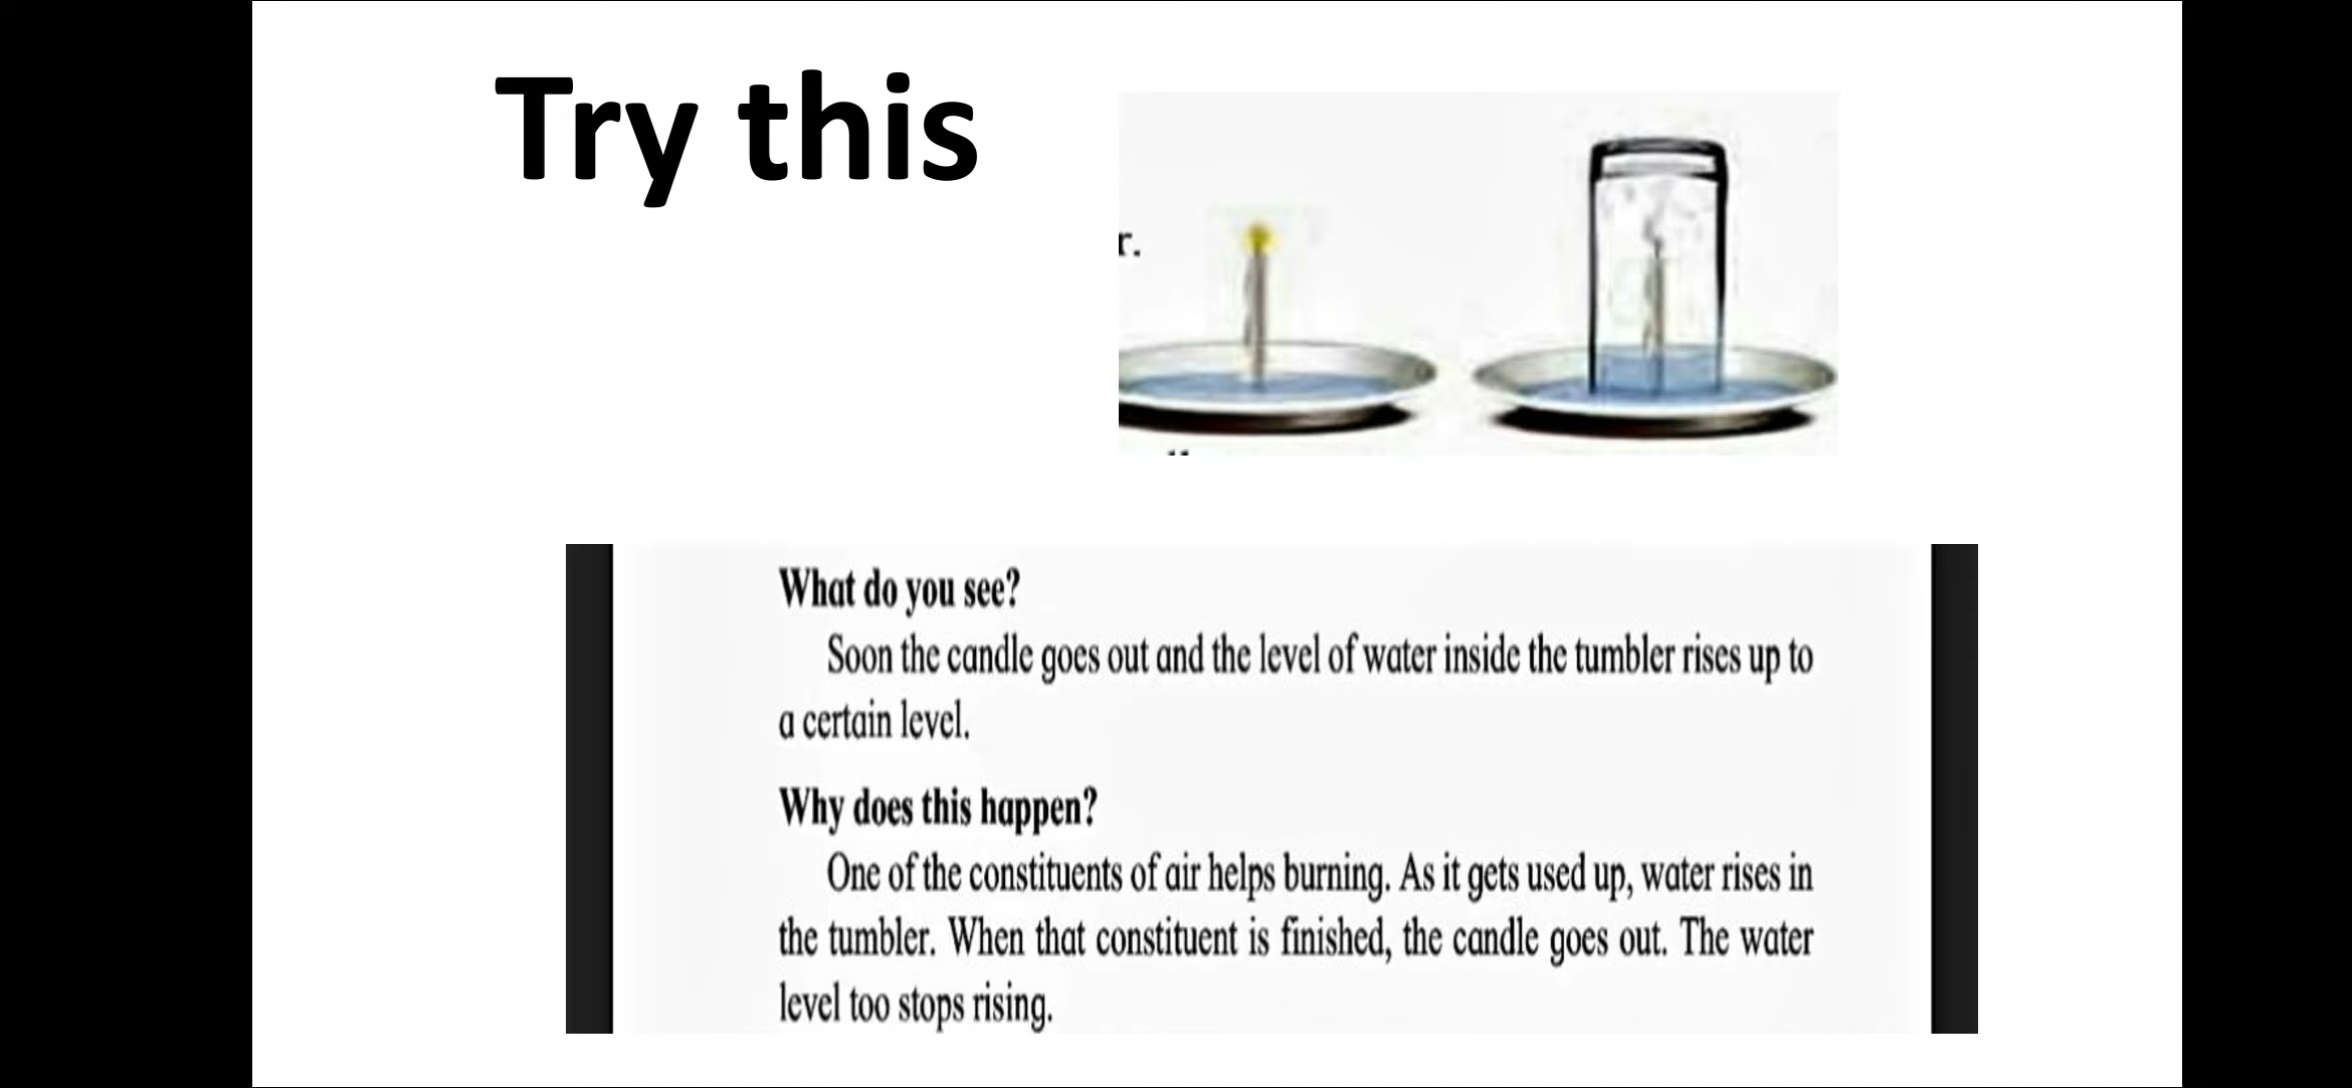 Try this
r.
What do you see?
Soon the candle goes out and the level of water inside the tumbler rises up to
a certain level.
Why does this happen?
One of the constituents of air helps burning. As it gets used up, water rises in
the tumbler. When that constituent is finished, the candle goes out. The water
level too stops rising.